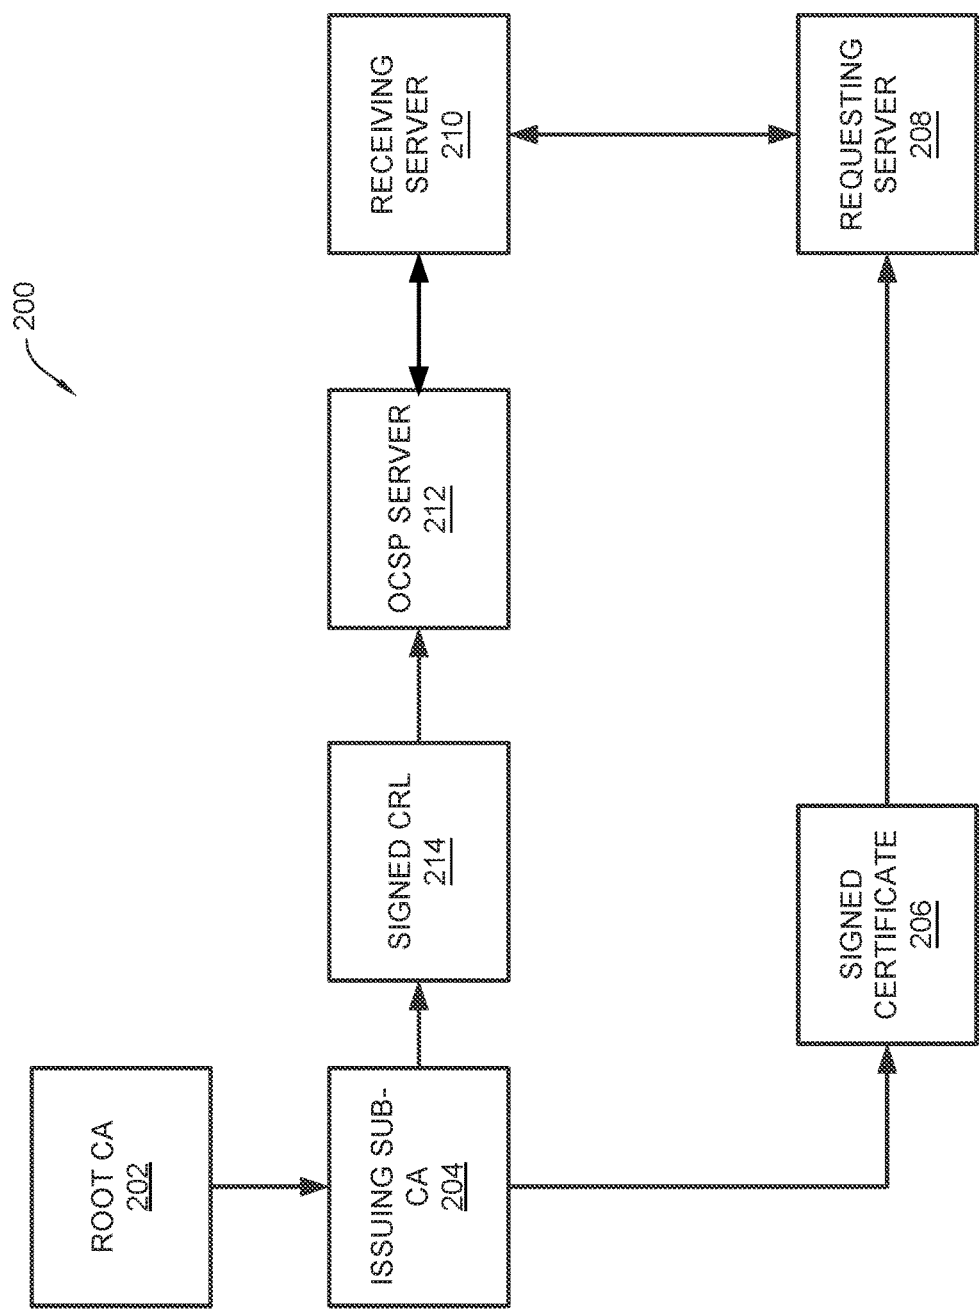 200
ROOT CA
202
ISSUING SUB-
CA
204
SIGNED CRL
214
OCSP SERVER
212
RECEIVING
SERVER
210
SIGNED
CERTIFICATE
206
REQUESTING
SERVER
208